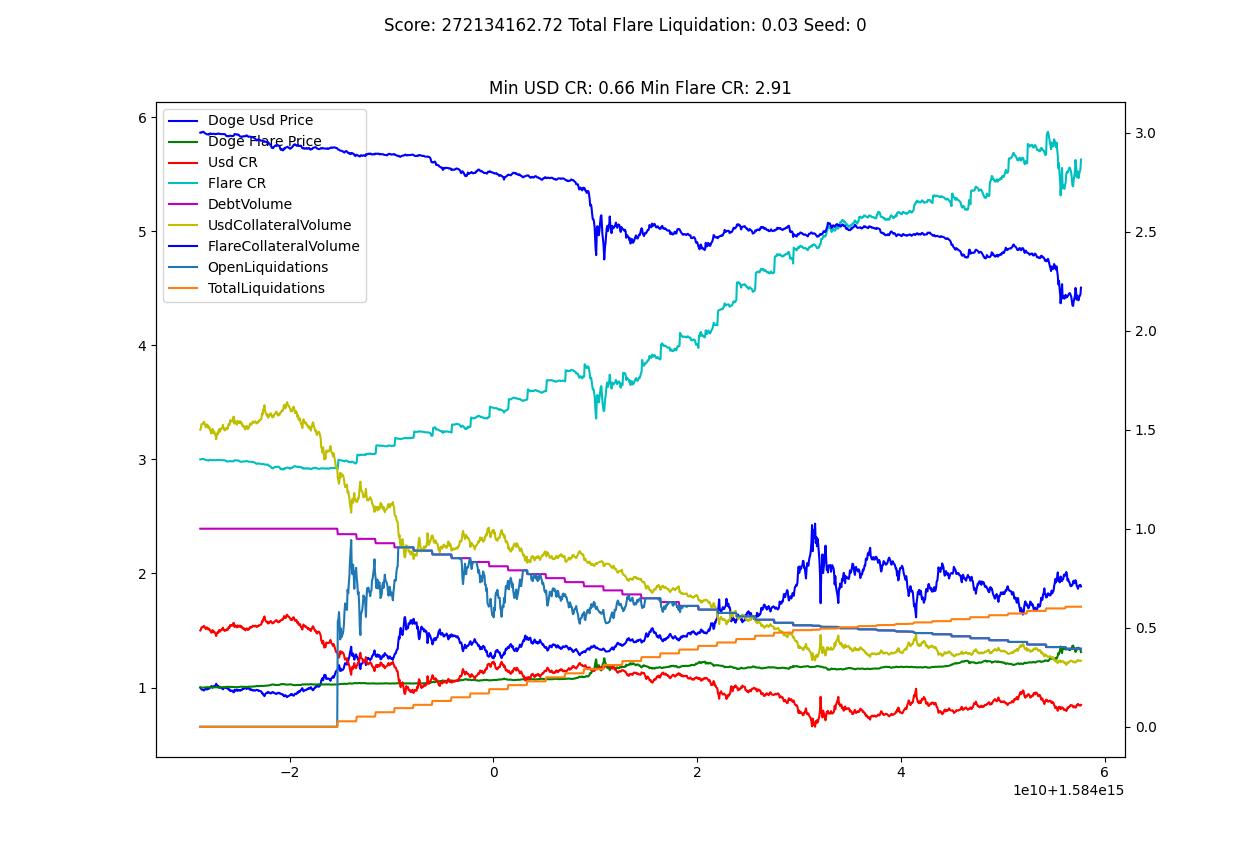 Score: 272134162.72 Total Flare Liquidation: 0.03 Seed: 0
Min USD CR: 0.66 Min Flare CR: 2.91
Doge Usd Price
Doge Flare Price
Usd CR
Flare CR
DebtVolume
UsdCollateralVolume
FlareCollateralVolume
OpenLiquidations
TotalLiquidations
6
5
4
3
2
1
3.0
2.5
2.0
1.5
1.0
0.5
0.0
−2
0
2
4
6
1e10+1.584e15